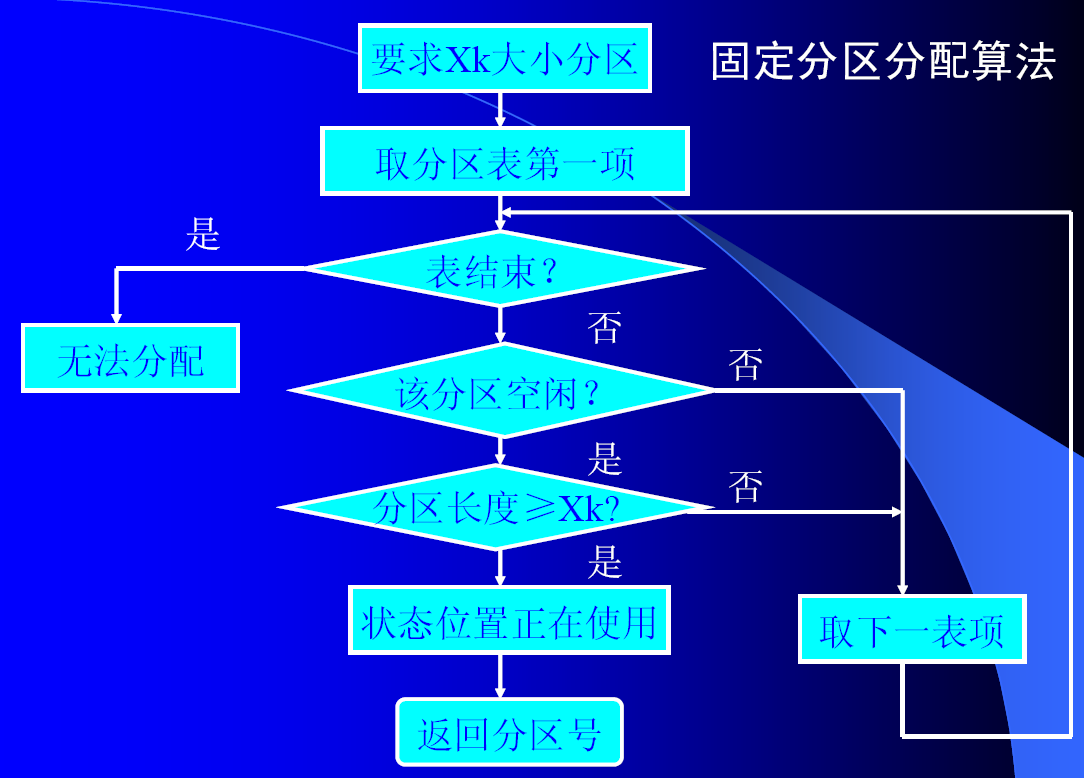 固定分区分配算法
要求Xk大小分区
取分区表第一项
是
表结束？
否
无法分配
否
该分区空闲？
是
否
分区长度≥Xk?
是
状态位置正在使用
取下一表项
返回分区号